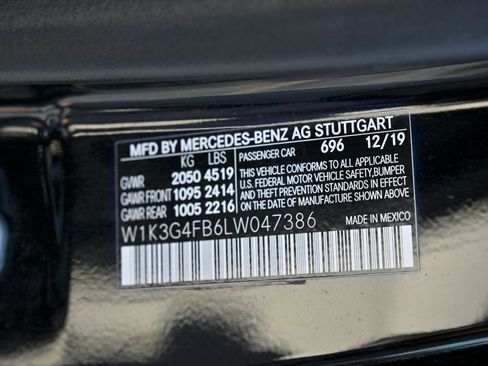 MFD BY MERCEDES-BENZ AG STUTTGART
KG LBS PASSENGER CAR 696 12/19
GVWR 2050 4519
GAWR FRONT 1095 2414
GAWR REAR 1005 2216
THIS VEHICLE CONFORMS TO ALL APPLICABLE
U.S. FEDERAL MOTOR VEHICLE SAFETY,BUMPER
AND THEFT PREVENTION STANDARDS IN EFFECT
ON THE DATE OF MANUFACTURE SHOWN ABOVE.
W1K3G4FB6LW047386 MADE IN MEXICO